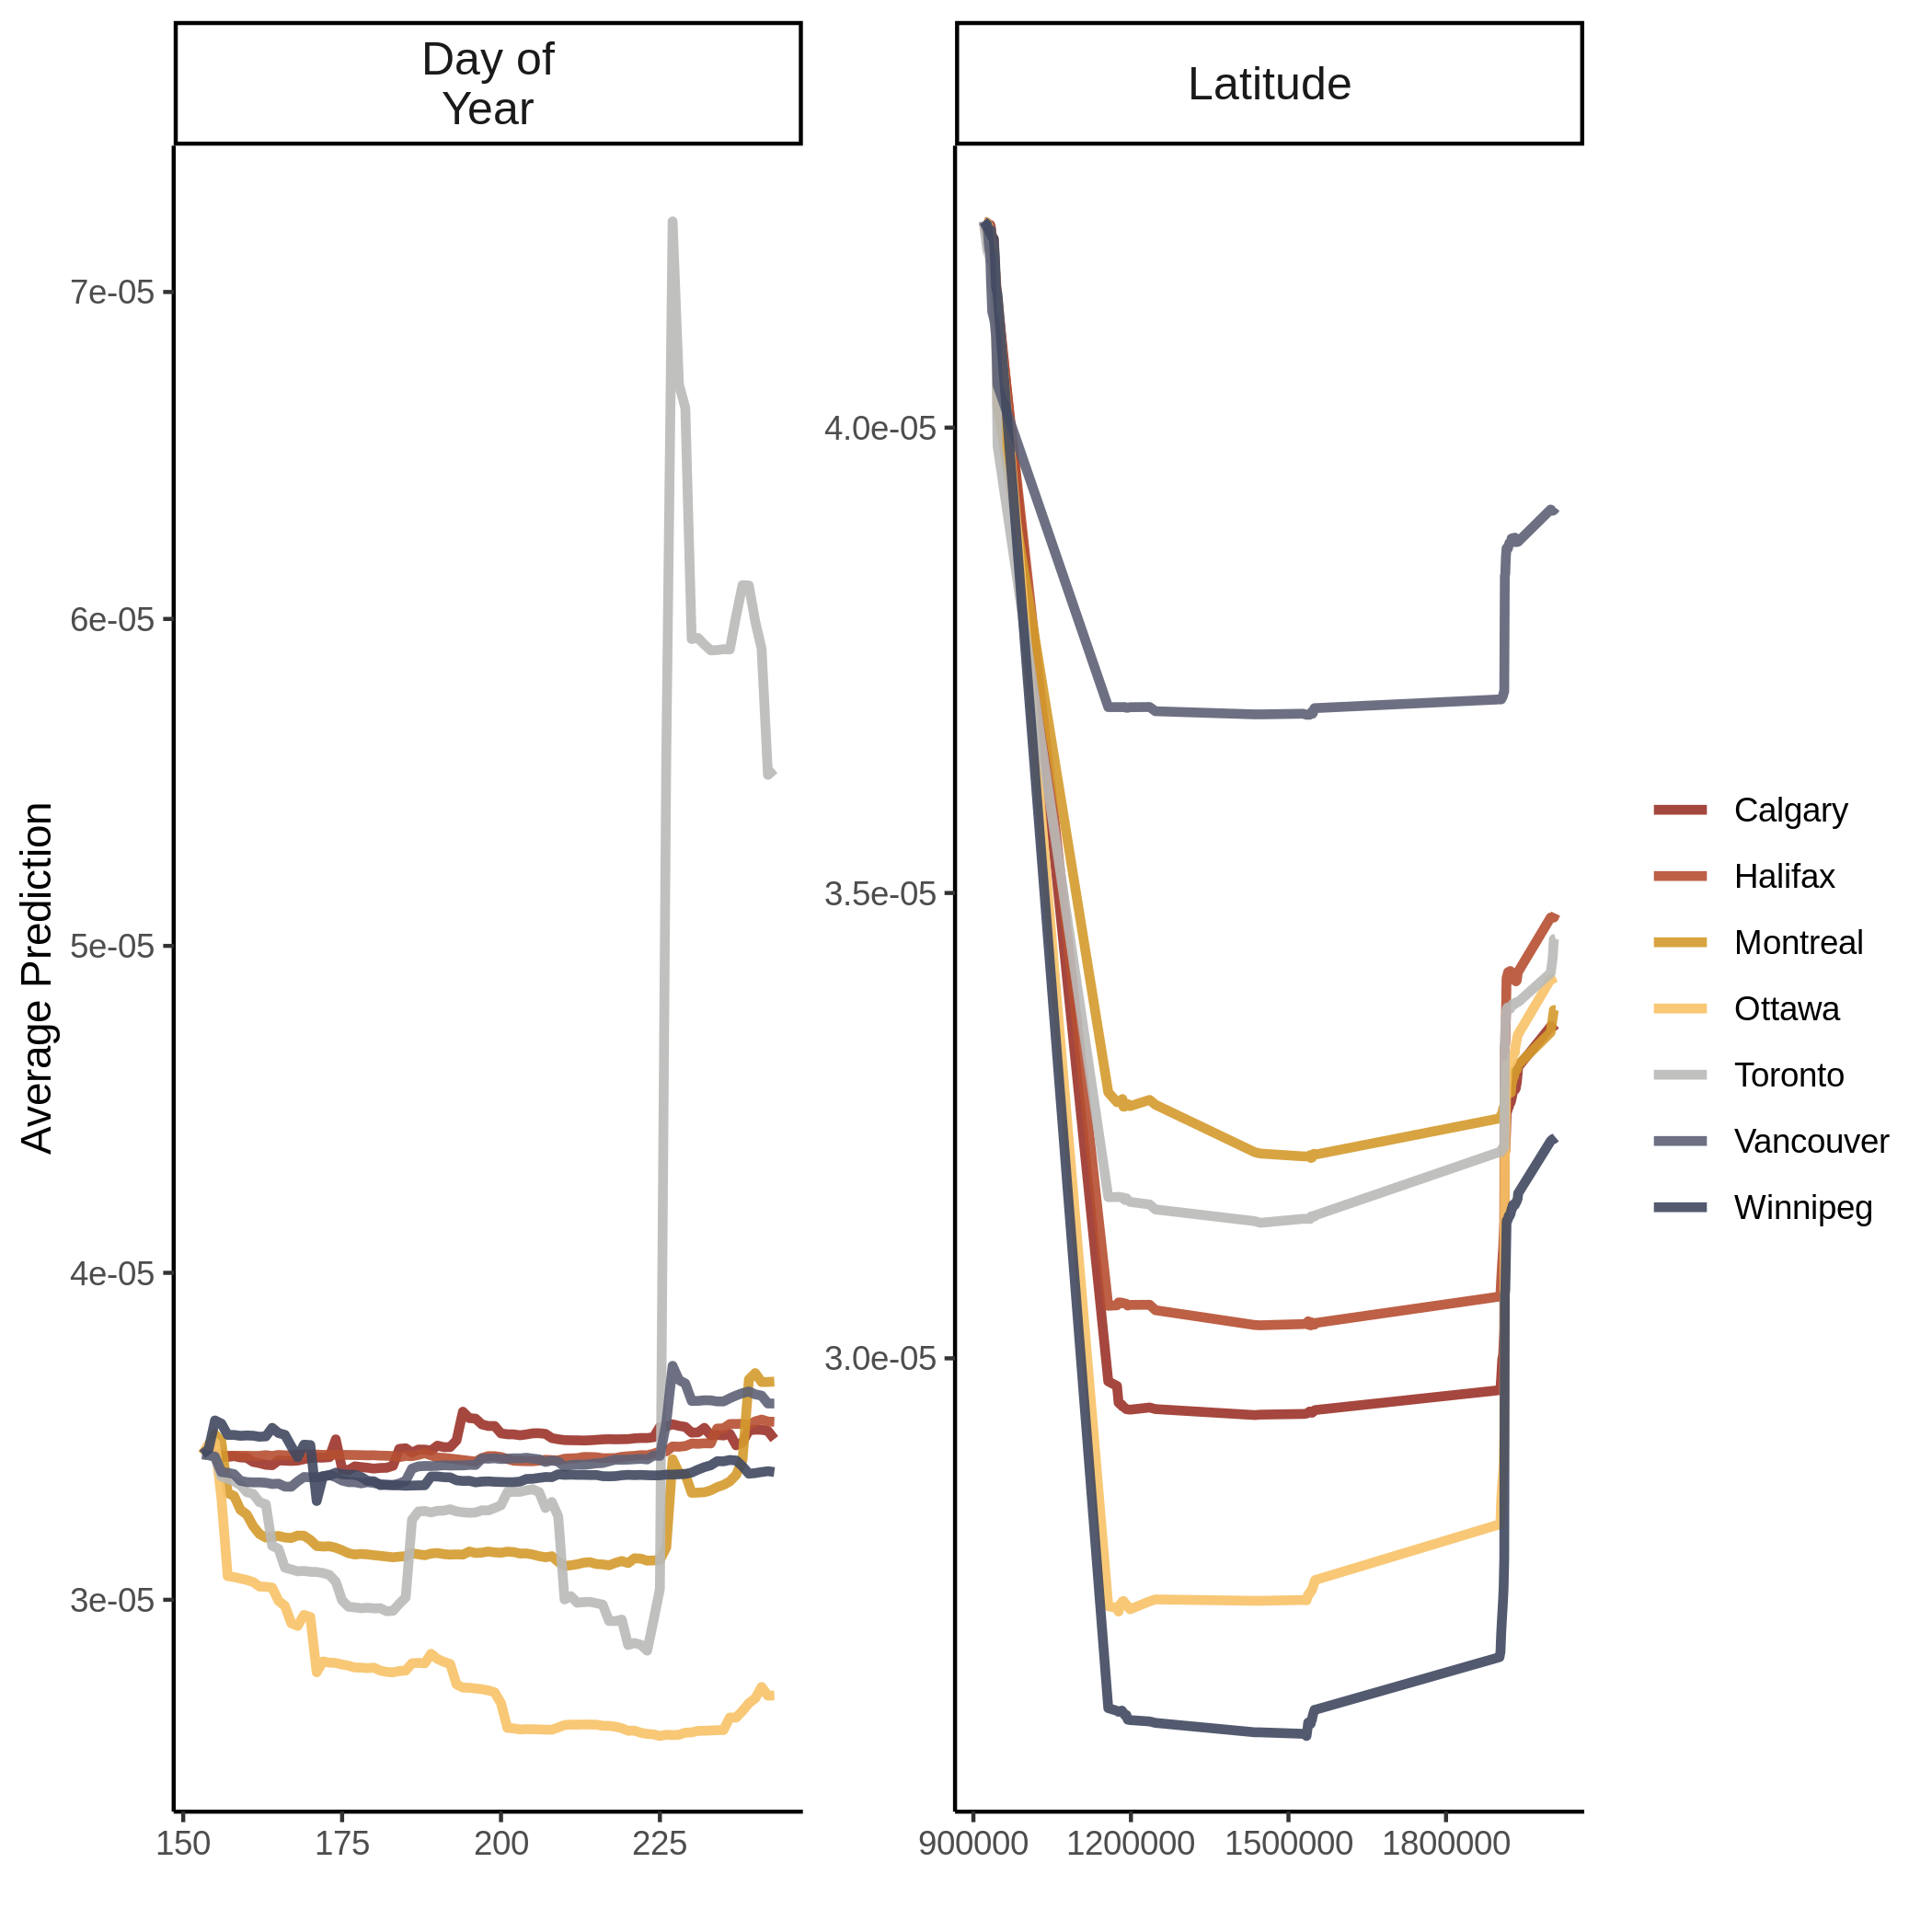 Day of
Year
Latitude
Average Prediction
7e-05
6e-05
5e-05
4e-05
3e-05
150
175
200
225
4.0e-05
3.5e-05
3.0e-05
900000
1200000
1500000
1800000
Calgary
Halifax
Montreal
Ottawa
Toronto
Vancouver
Winnipeg